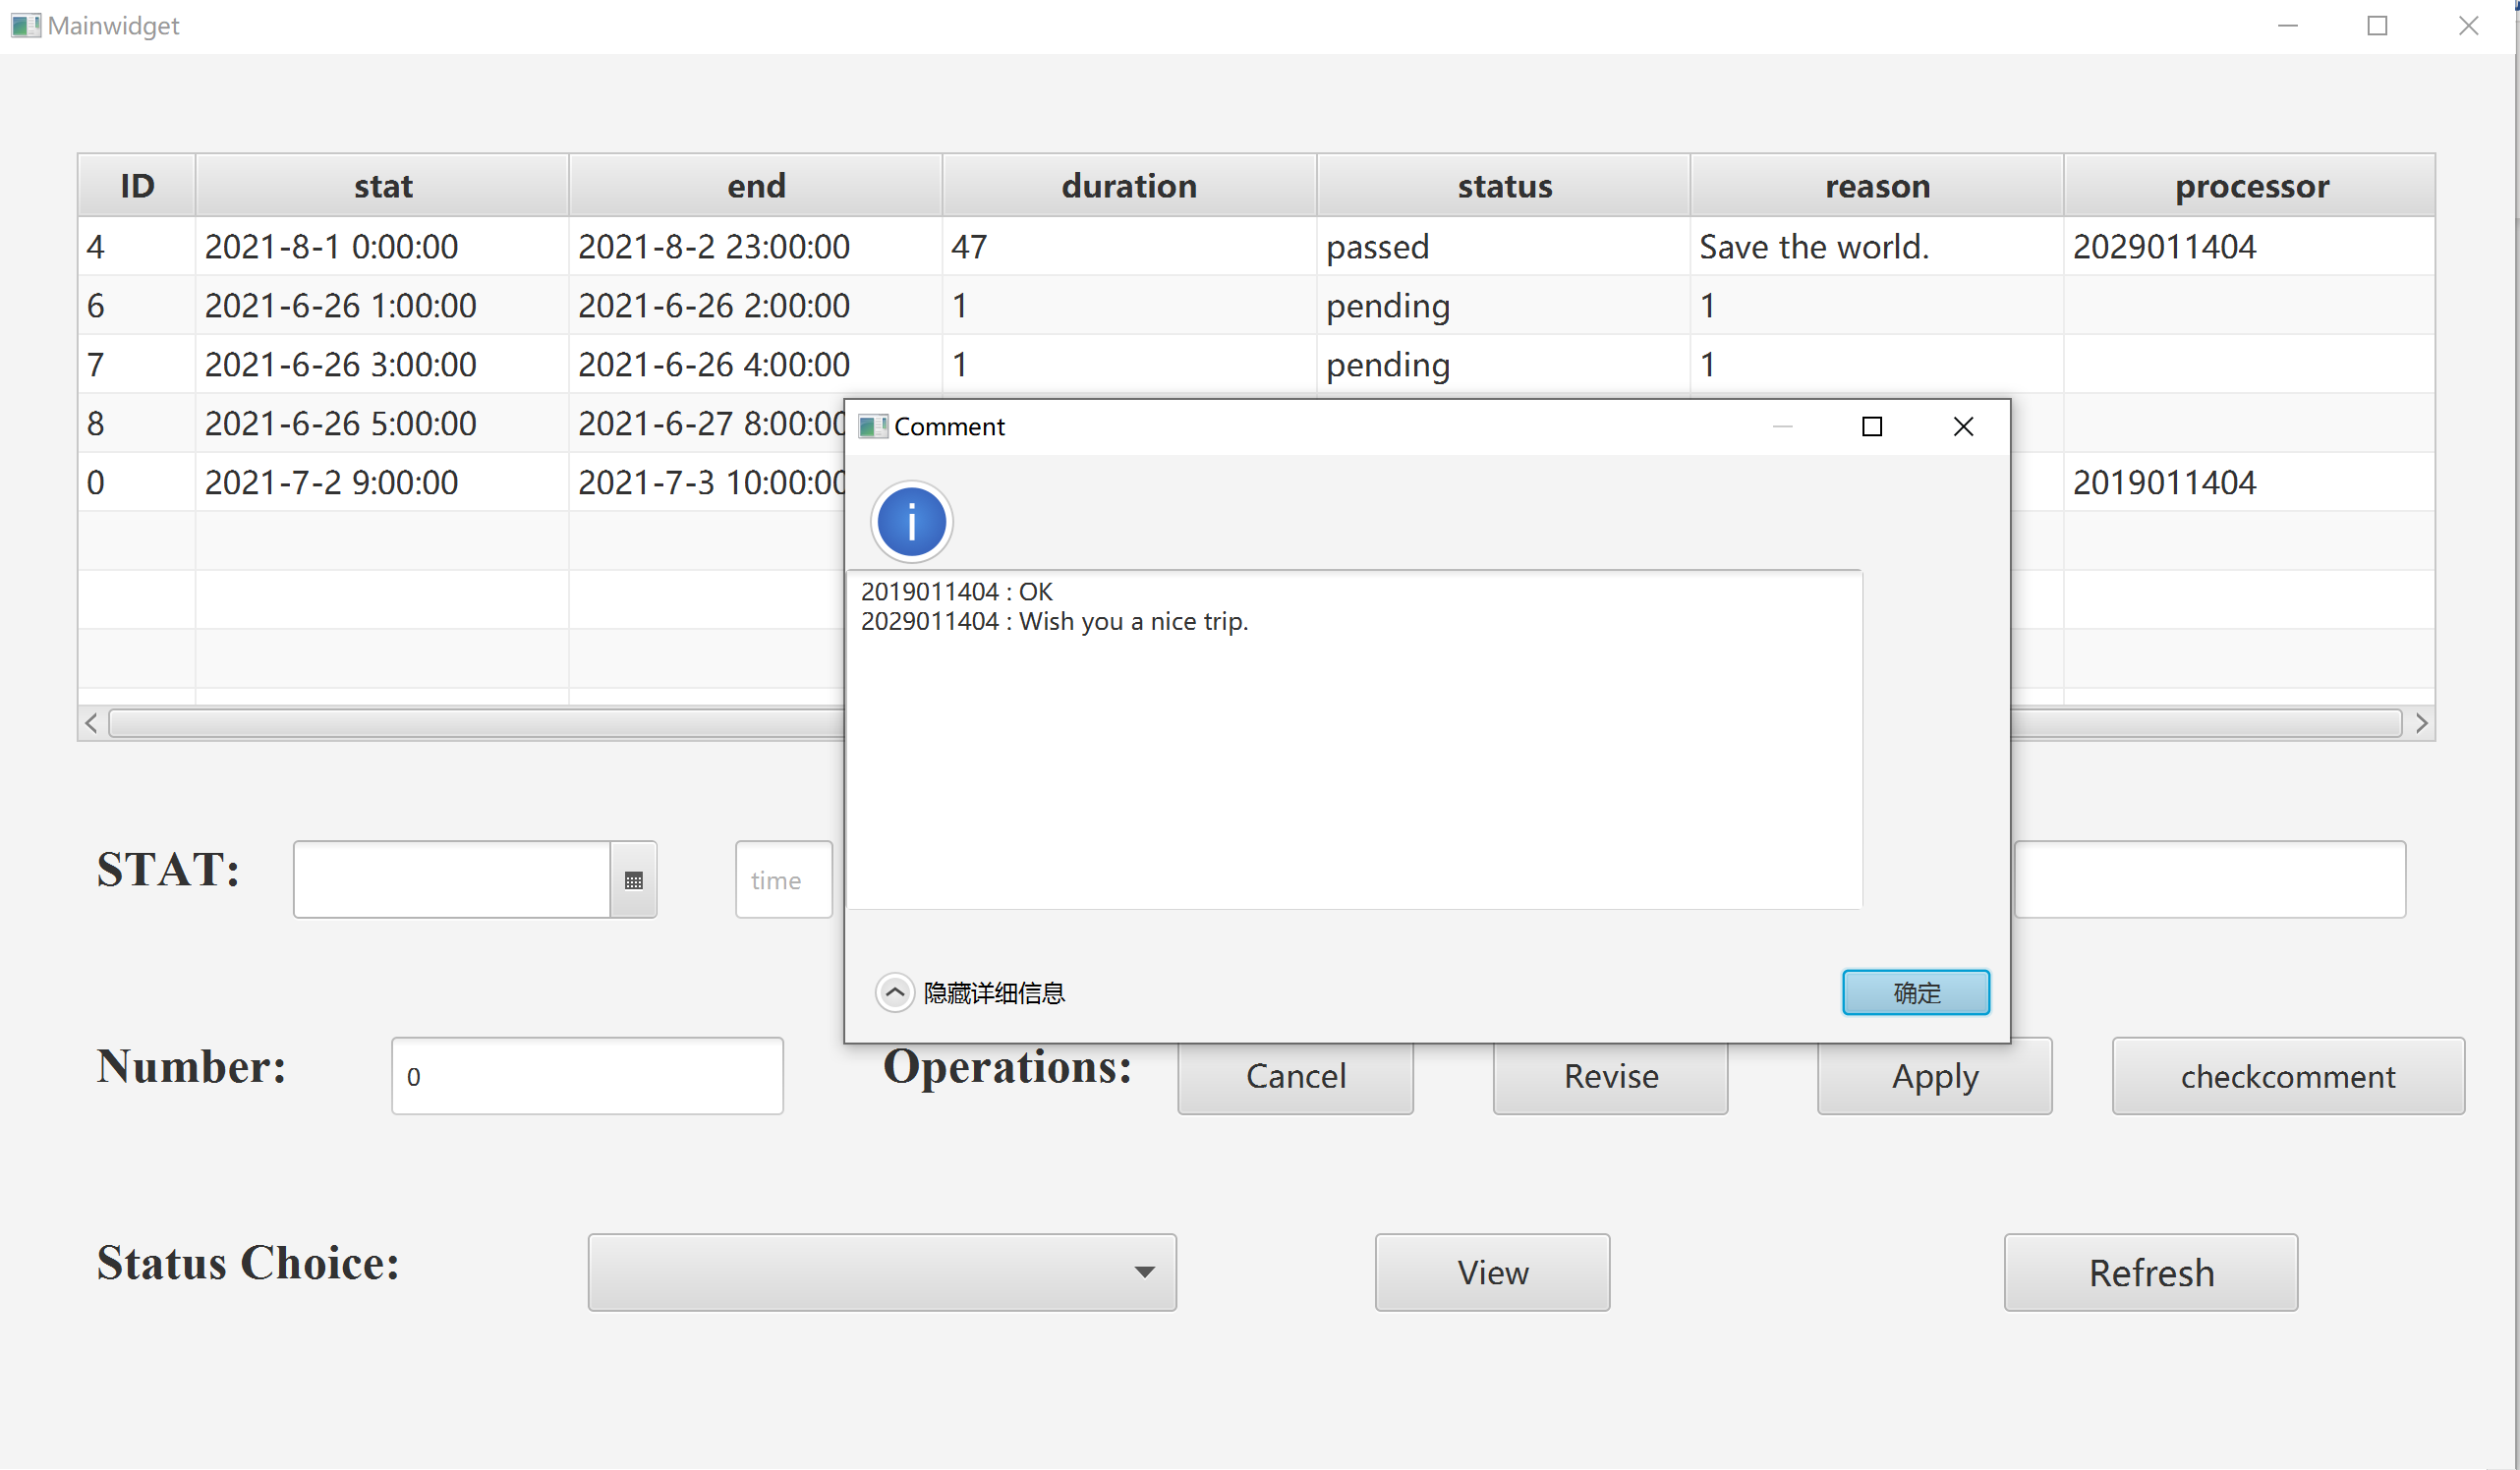 Mainwidget
ID stat end duration status reason processor
4 2021-8-1 0:00:00 2021-8-2 23:00:00 47 passed Save the world. 2029011404
6 2021-6-26 1:00:00 2021-6-26 2:00:00 1 pending 1
7 2021-6-26 3:00:00 2021-6-26 4:00:00 1 pending 1
8 2021-6-26 5:00:00 2021-6-27 8:00:00
0 2021-7-2 9:00:00 2021-7-3 10:00:00 2019011404
Comment
2019011404 : OK
2029011404 : Wish you a nice trip.
隐藏详细信息 确定
STAT: time
Number: 0 Operations: Cancel Revise Apply checkcomment
Status Choice: View Refresh